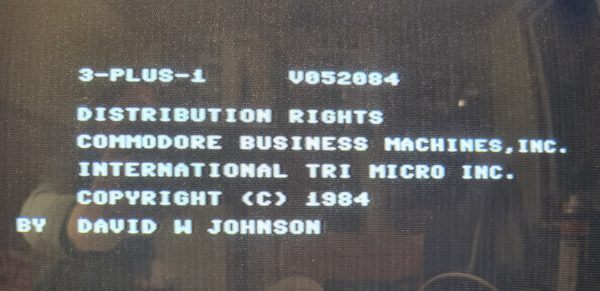 3-PLUS-1 V052084
DISTRIBUTION RIGHTS
COMMODORE BUSINESS MACHINES,INC.
INTERNATIONAL TRI MICRO INC.
COPYRIGHT (C) 1984
BY DAVID W JOHNSON